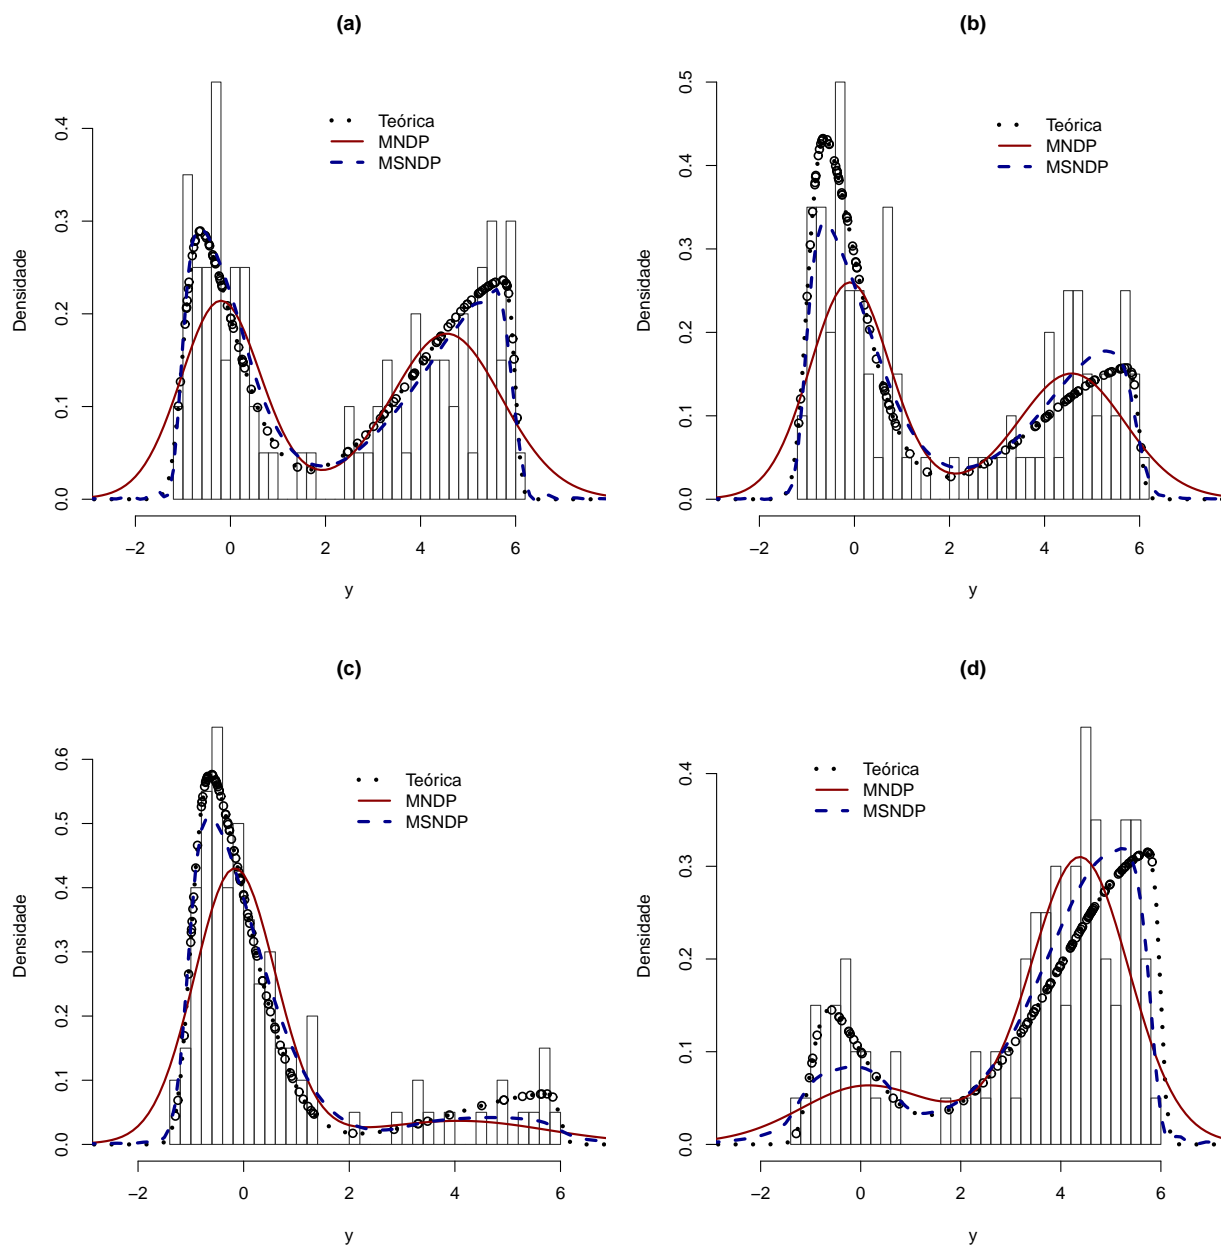 (a)
Densidade
0.0 0.1 0.2 0.3 0.4
Teórica
MNDP
MSNDP
−2 0 2 4 6
y
(b)
Densidade
0.0 0.1 0.2 0.3 0.4 0.5
Teórica
MNDP
MSNDP
−2 0 2 4 6
y
(c)
Densidade
0.0 0.1 0.2 0.3 0.4 0.5 0.6
Teórica
MNDP
MSNDP
−2 0 2 4 6
y
(d)
Densidade
0.0 0.1 0.2 0.3 0.4
Teórica
MNDP
MSNDP
−2 0 2 4 6
y